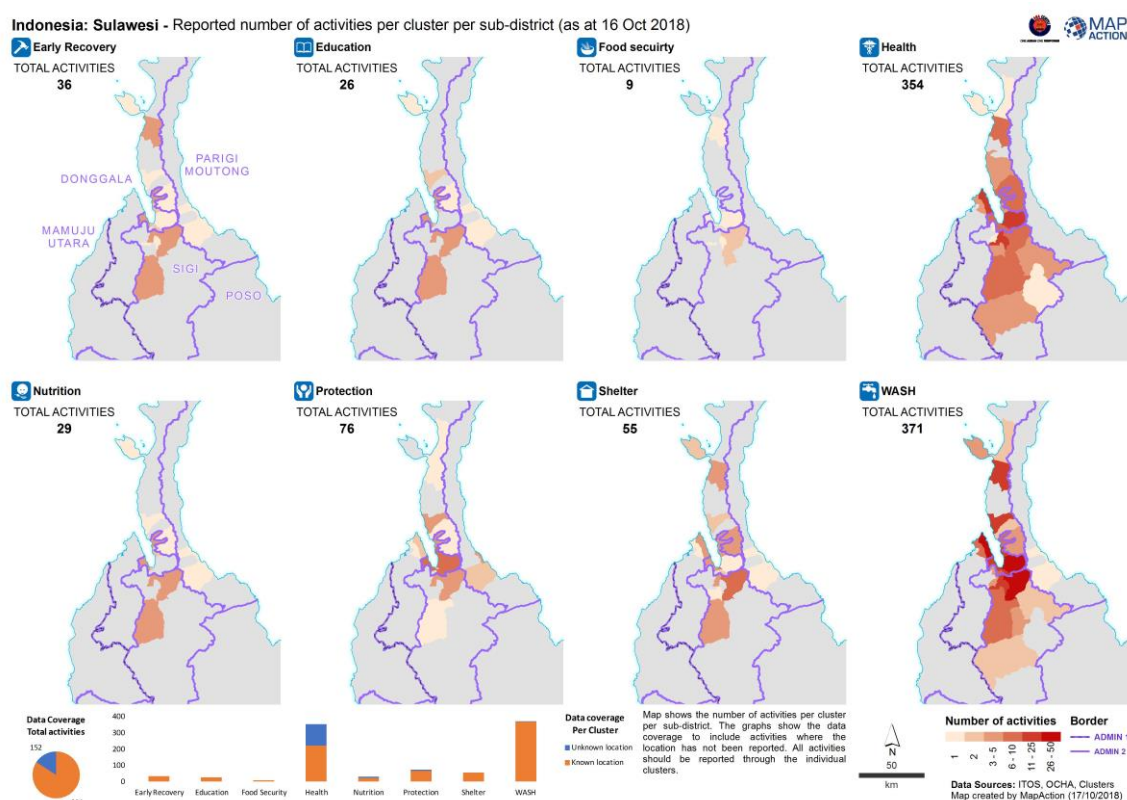 Indonesia: Sulawesi - Reported number of activities per cluster per sub-district (as at 16 Oct 2018)
MAP
ACTION
Early Recovery
TOTAL ACTIVITIES
36
DONGGALA
PARIGI
MOUTONG
MAMUJU
UTARA
SIGI
POSO
Education
TOTAL ACTIVITIES
26
Food secuirty
TOTAL ACTIVITIES
9
Health
TOTAL ACTIVITIES
354
Nutrition
TOTAL ACTIVITIES
29
Protection
TOTAL ACTIVITIES
76
Shelter
TOTAL ACTIVITIES
55
WASH
TOTAL ACTIVITIES
371
Data Coverage
Total activities
152
400
300
200
100
0
Early Recovery
Education
Food Security
Health
Nutrition
Protection
Shelter
WASH
Data coverage
Per Cluster
Unknown location
Known location
Map shows the number of activities per cluster
per sub-district. The graphs show the data
coverage to include activities where the
location has not been reported. All activities
should be reported through the individual
clusters.
N
50
km
Number of activities
1
2
3 - 5
6 - 10
11 - 25
26 - 50
Border
ADMIN 1
ADMIN 2
Data Sources: ITOS, OCHA, Clusters
Map created by MapAction (17/10/2018)